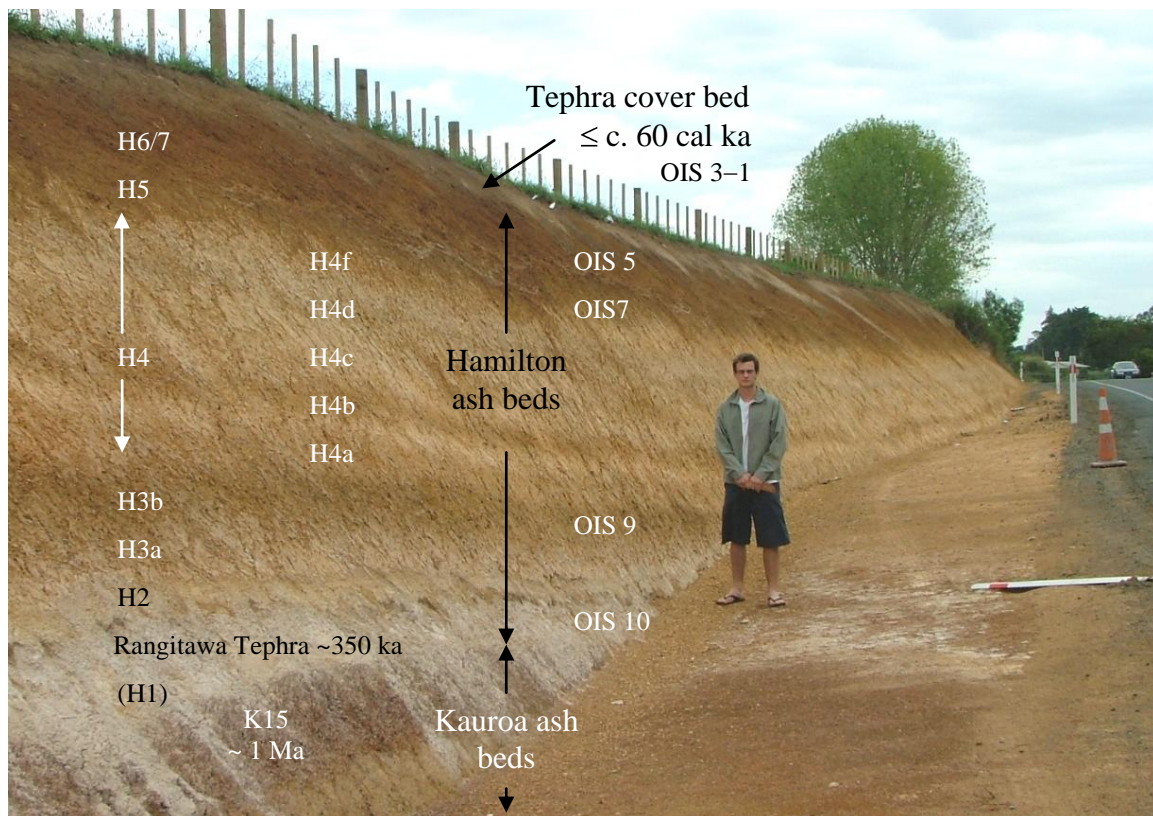 Tephra cover bed
≤ c. 60 cal ka
OIS 3–1
H6/7
H5
H4f
OIS 5
H4d
OIS7
H4
H4c
Hamilton
ash beds
H4b
H4a
H3b
OIS 9
H3a
H2
OIS 10
Rangitawa Tephra ~350 ka
(H1)
K15
~ 1 Ma
Kauroa ash
beds